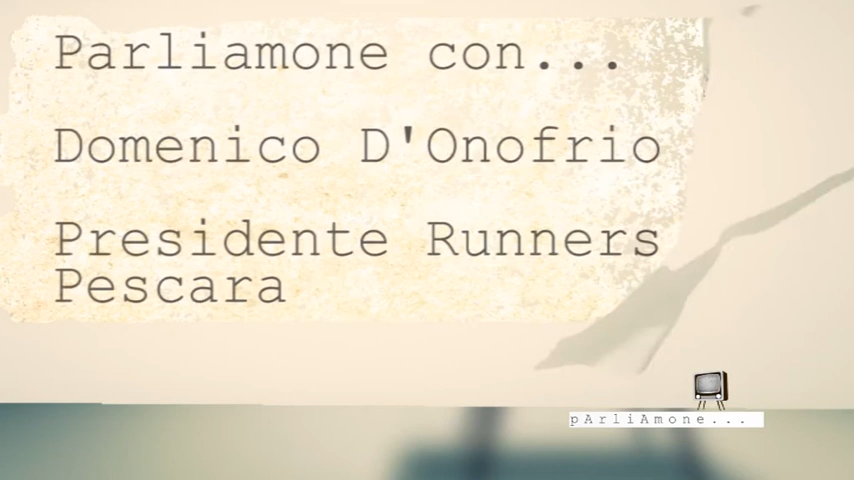 Parliamone con...
Domenico D'Onofrio
Presidente Runners
Pescara
pArliAmone...